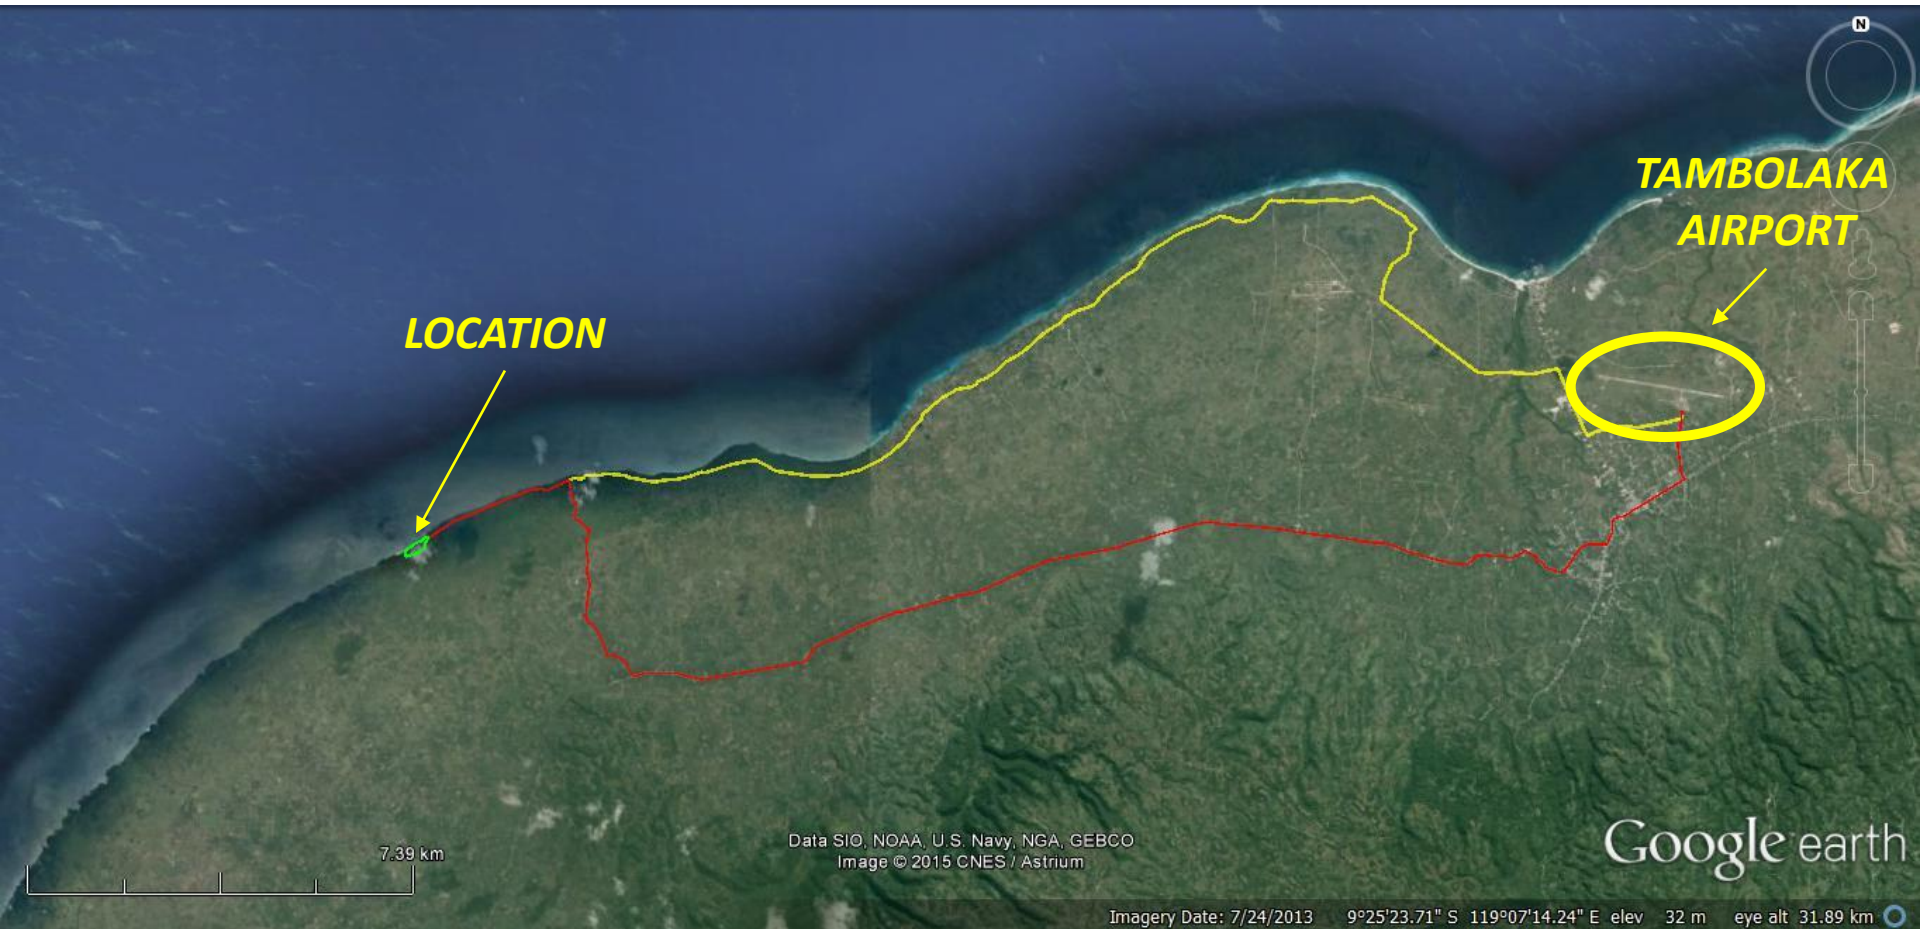 N
TAMBOLAKA
AIRPORT
LOCATION
7.39 km
Data SIO, NOAA, U.S. Navy, NGA, GEBCO
Image © 2015 CNES / Astrium
Google earth
Imagery Date: 7/24/2013 9°25'23.71" S 119°07'14.24" E elev 32 m eye alt 31.89 km